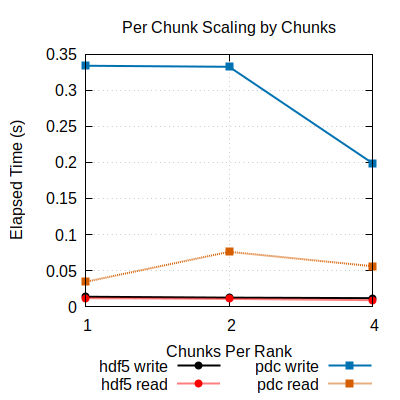 Per Chunk Scaling by Chunks
0.35
0.3
0.25
0.2
0.15
0.1
0.05
0
Elapsed Time (s)
1 2 4
Chunks Per Rank
hdf5 write pdc write
hdf5 read pdc read